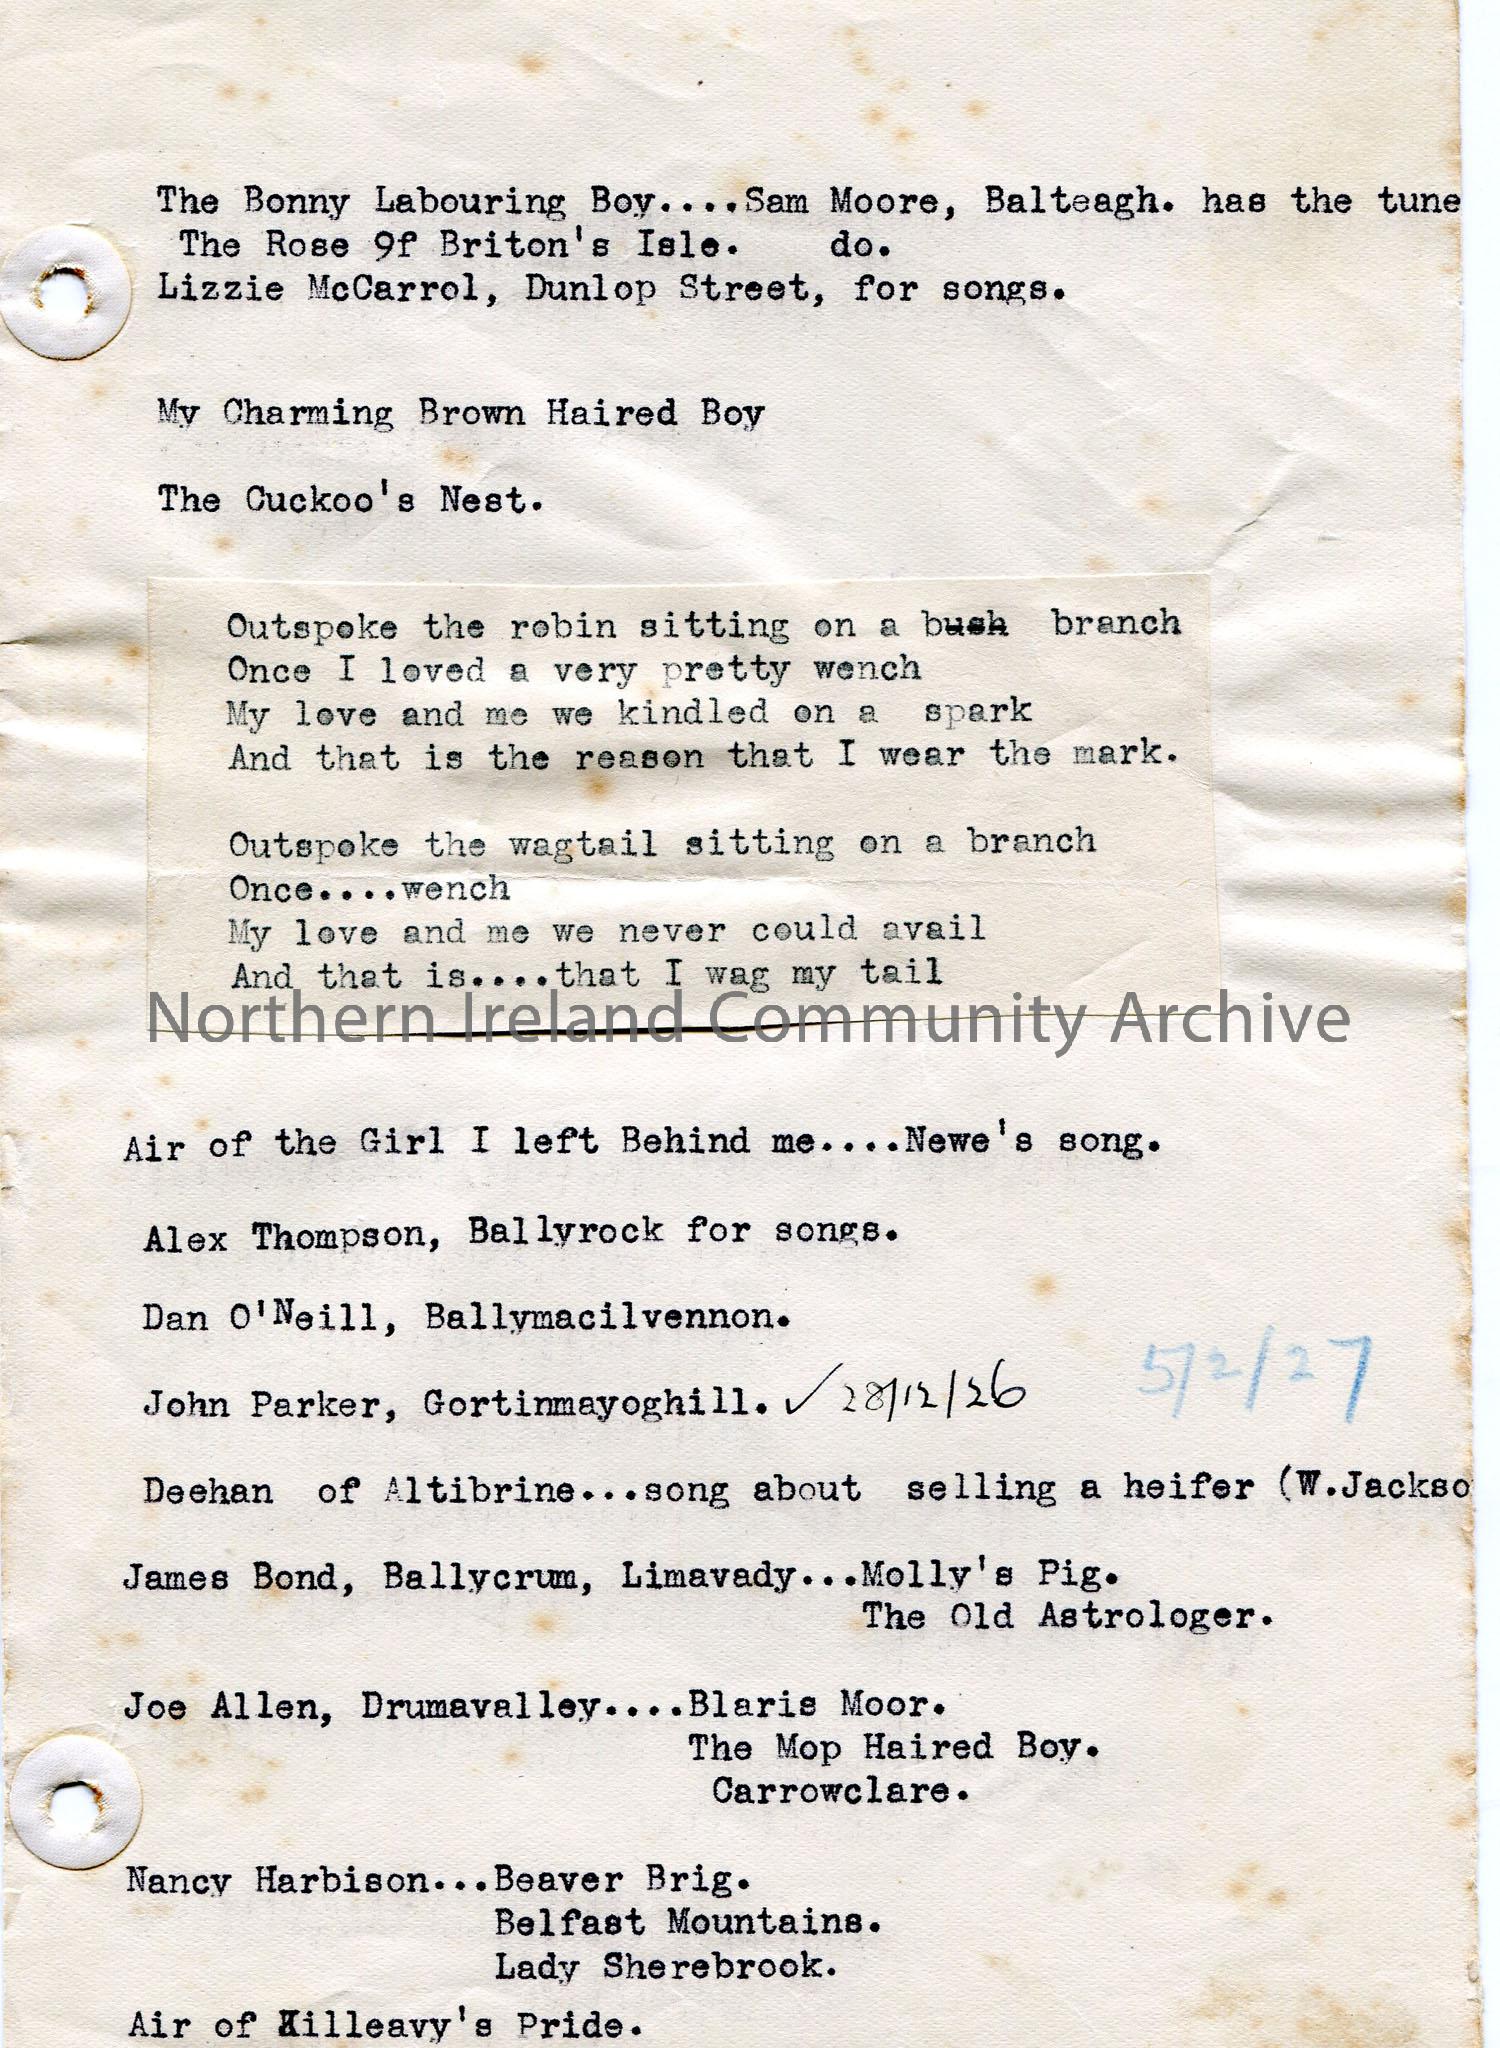 The Bonny Labouring Boy....Sam Moore, Balteagh. has the tune
The Rose 9f Briton's Isle. do.
Lizzie McCarrol, Dunlop Street, for songs.
My Charming Brown Haired Boy
The Cuckoo's Nest.
Outspoke the robin sitting on a bush branch
Once I loved a very pretty wench
My love and me we kindled on a spark
And that is the reason that I wear the mark.
Outspoke the wagtail sitting on a branch
Once....wench
My love and me we never could avail
And that is....that I wag my tail
Northern Ireland Community Archive
Air of the Girl I left Behind me....Newe's song.
Alex Thompson, Ballyrock for songs.
Dan O'Neill, Ballymacilvennon.
John Parker, Gortinmayoghill. ✓ 28/12/26 5/2/27
Deehan of Altibrine...song about selling a heifer (W.Jackso
James Bond, Ballycrum, Limavady...Molly's Pig.
The Old Astrologer.
Joe Allen, Drumavalley....Blaris Moor.
The Mop Haired Boy.
Carrowclare.
Nancy Harbison...Beaver Brig.
Belfast Mountains.
Lady Sherebrook.
Air of Killeavy's Pride.